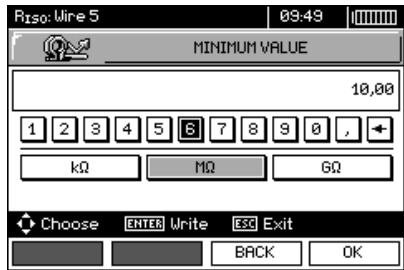 RISO: Wire 5 09:49
MINIMUM VALUE
10,00
1 2 3 4 5 6 7 8 9 0 ,
kΩ MΩ GΩ
Choose ENTER Write ESC Exit
BACK OK